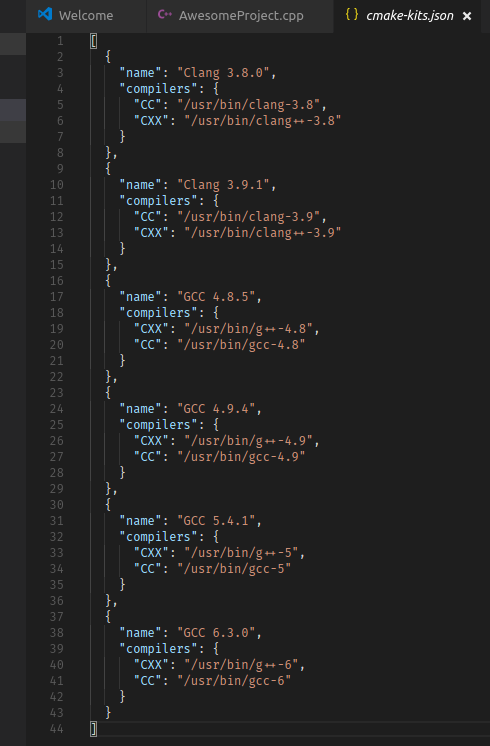 Welcome AwesomeProject.cpp {} cmake-kits.json ×
1 [
2 {
3 "name": "Clang 3.8.0",
4 "compilers": {
5 "CC": "/usr/bin/clang-3.8",
6 "CXX": "/usr/bin/clang++-3.8"
7 }
8 },
9 {
10 "name": "Clang 3.9.1",
11 "compilers": {
12 "CC": "/usr/bin/clang-3.9",
13 "CXX": "/usr/bin/clang++-3.9"
14 }
15 },
16 {
17 "name": "GCC 4.8.5",
18 "compilers": {
19 "CXX": "/usr/bin/g++-4.8",
20 "CC": "/usr/bin/gcc-4.8"
21 }
22 },
23 {
24 "name": "GCC 4.9.4",
25 "compilers": {
26 "CXX": "/usr/bin/g++-4.9",
27 "CC": "/usr/bin/gcc-4.9"
28 }
29 },
30 {
31 "name": "GCC 5.4.1",
32 "compilers": {
33 "CXX": "/usr/bin/g++-5",
34 "CC": "/usr/bin/gcc-5"
35 }
36 },
37 {
38 "name": "GCC 6.3.0",
39 "compilers": {
40 "CXX": "/usr/bin/g++-6",
41 "CC": "/usr/bin/gcc-6"
42 }
43 }
44 ]